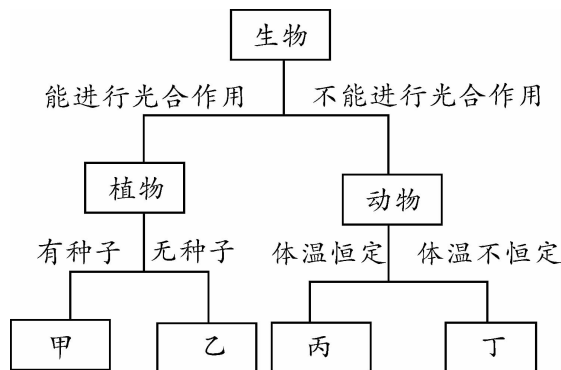 生物
能进行光合作用 不能进行光合作用
植物 动物
有种子 无种子 体温恒定 体温不恒定
甲 乙 丙 丁